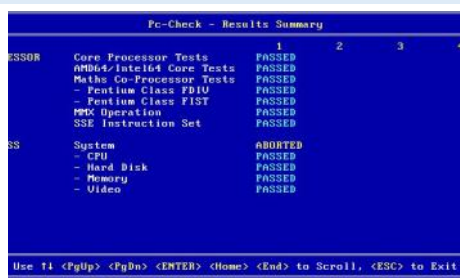 Pc-Check - Results Summary
1 2 3 4
ESSOR Core Processor Tests PASSED
AMD64/Intel64 Core Tests PASSED
Maths Co-Processor Tests PASSED
- Pentium Class FDIV PASSED
- Pentium Class FIST PASSED
MMX Operation PASSED
SSE Instruction Set PASSED
SS System ABORTED
- CPU PASSED
- Hard Disk PASSED
- Memory PASSED
- Video PASSED
Use ↑↓ <PgUp> <PgDn> <ENTER> <Home> <End> to Scroll, <ESC> to Exit